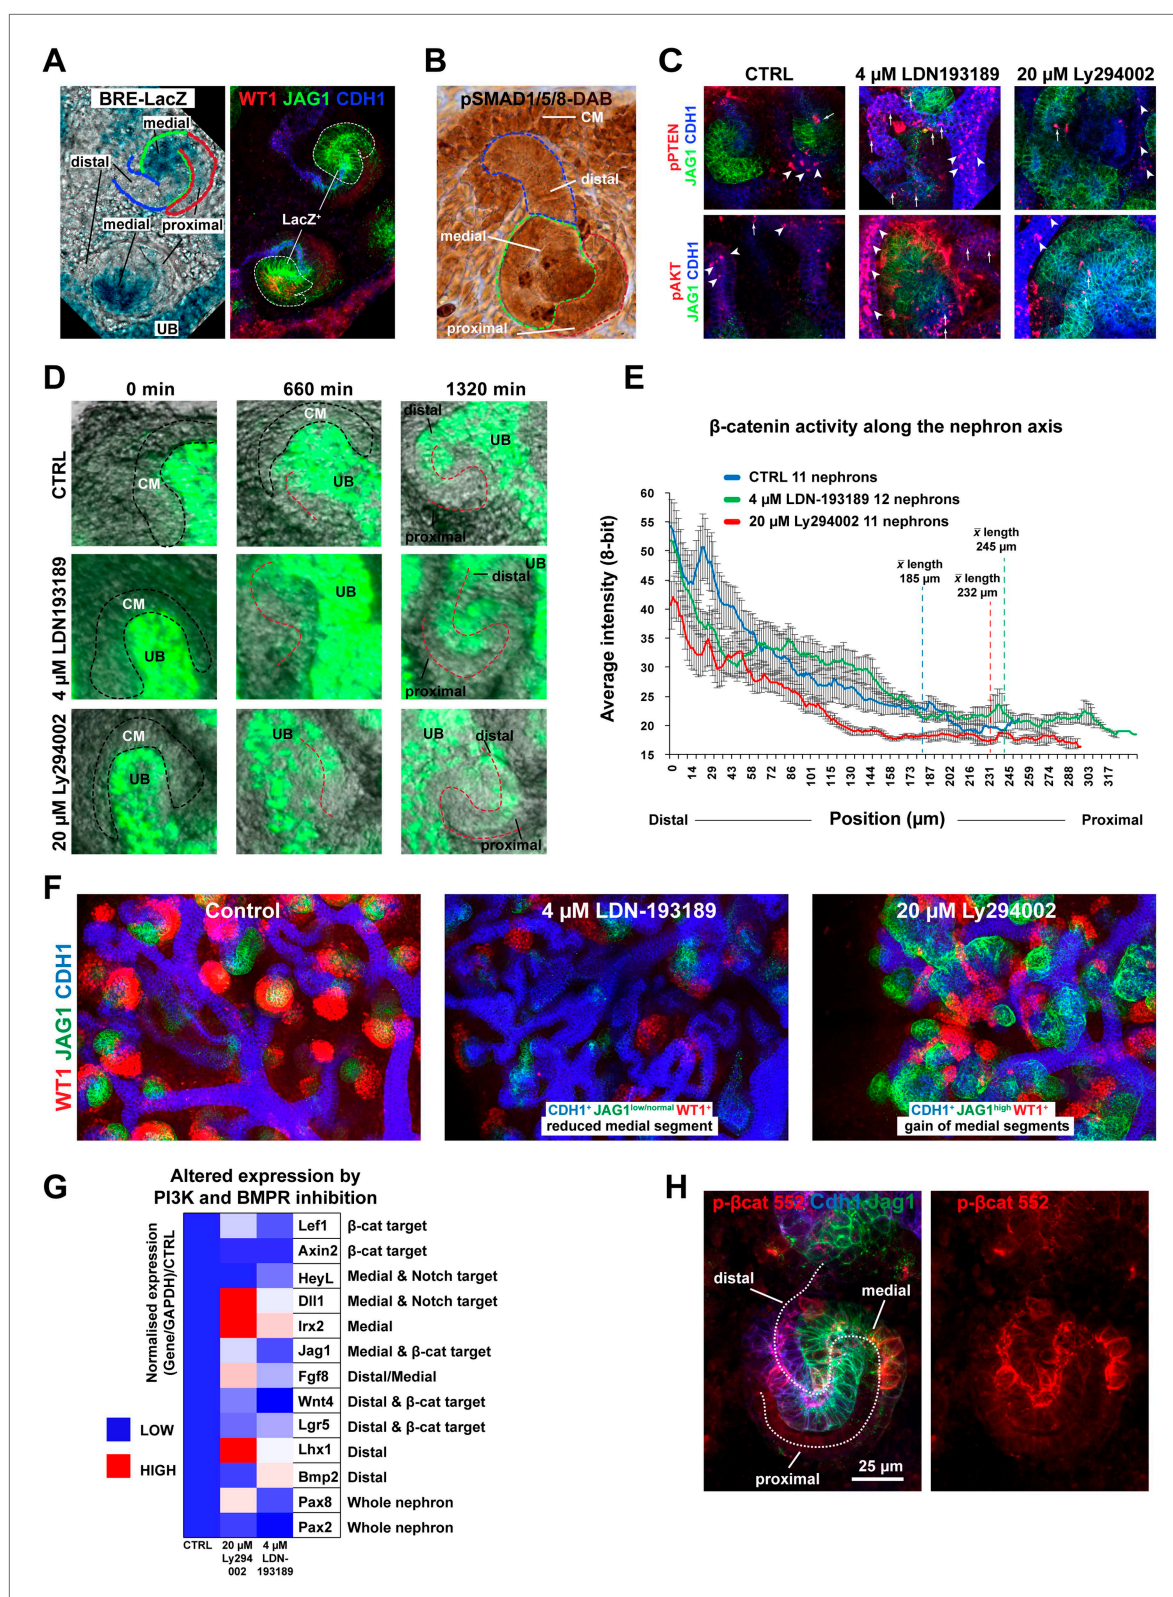 A
BRE-LacZ
medial
distal
medial
proximal
UB
WT1 JAG1 CDH1
LacZ⁺
B
pSMAD1/5/8-DAB
CM
distal
medial
proximal
C
CTRL
4 µM LDN193189
20 µM Ly294002
pPTEN
JAG1 CDH1
pAKT
JAG1 CDH1
D
0 min
660 min
1320 min
CTRL
CM
CM
UB
distal
UB
proximal
4 µM LDN193189
CM
UB
UB
UB
distal
proximal
20 µM Ly294002
CM
UB
UB
UB
distal
proximal
E
β-catenin activity along the nephron axis
CTRL 11 nephrons
4 µM LDN-193189 12 nephrons
20 µM Ly294002 11 nephrons
x̅ length
185 µm
x̅ length
232 µm
x̅ length
245 µm
Average intensity (8-bit)
60
55
50
45
40
35
30
25
20
15
0 14 29 43 58 72 86 101 115 130 144 158 173 187 202 216 231 245 259 274 288 303 317
Distal
Position (µm)
Proximal
F
WT1 JAG1 CDH1
Control
4 µM LDN-193189
CDH1⁺ JAG1low/normal WT1⁺
reduced medial segment
20 µM Ly294002
CDH1⁺ JAG1high WT1⁺
gain of medial segments
G
Altered expression by
PI3K and BMPR inhibition
Normalised expression
(Gene/GAPDH)/CTRL
LOW
HIGH
Lef1 β-cat target
Axin2 β-cat target
HeyL Medial & Notch target
Dll1 Medial & Notch target
Irx2 Medial
Jag1 Medial & β-cat target
Fgf8 Distal/Medial
Wnt4 Distal & β-cat target
Lgr5 Distal & β-cat target
Lhx1 Distal
Bmp2 Distal
Pax8 Whole nephron
Pax2 Whole nephron
CTRL
20 µM
Ly294
002
4 µM
LDN-
193189
H
p-βcat 552 Cdh1 Jag1
distal
medial
proximal
25 µm
p-βcat 552